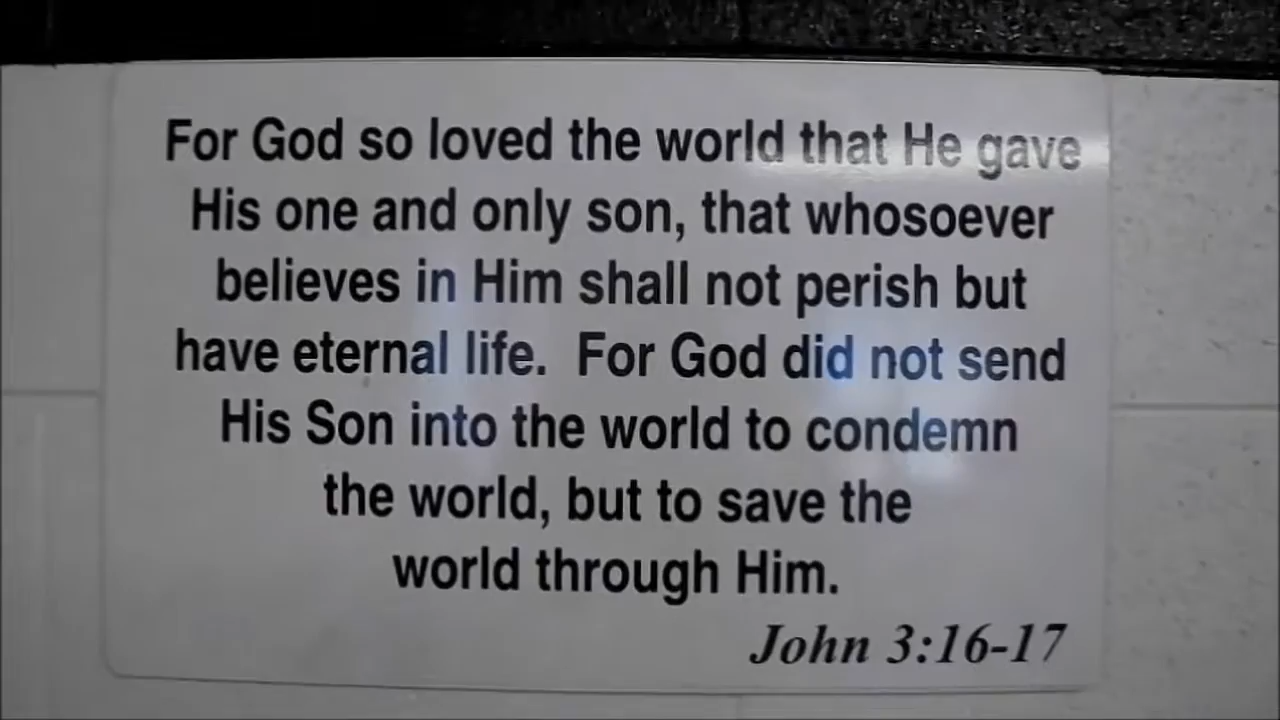 For God so loved the world that He gave
His one and only son, that whosoever
believes in Him shall not perish but
have eternal life.  For God did not send
His Son into the world to condemn
the world, but to save the
world through Him.
John 3:16-17